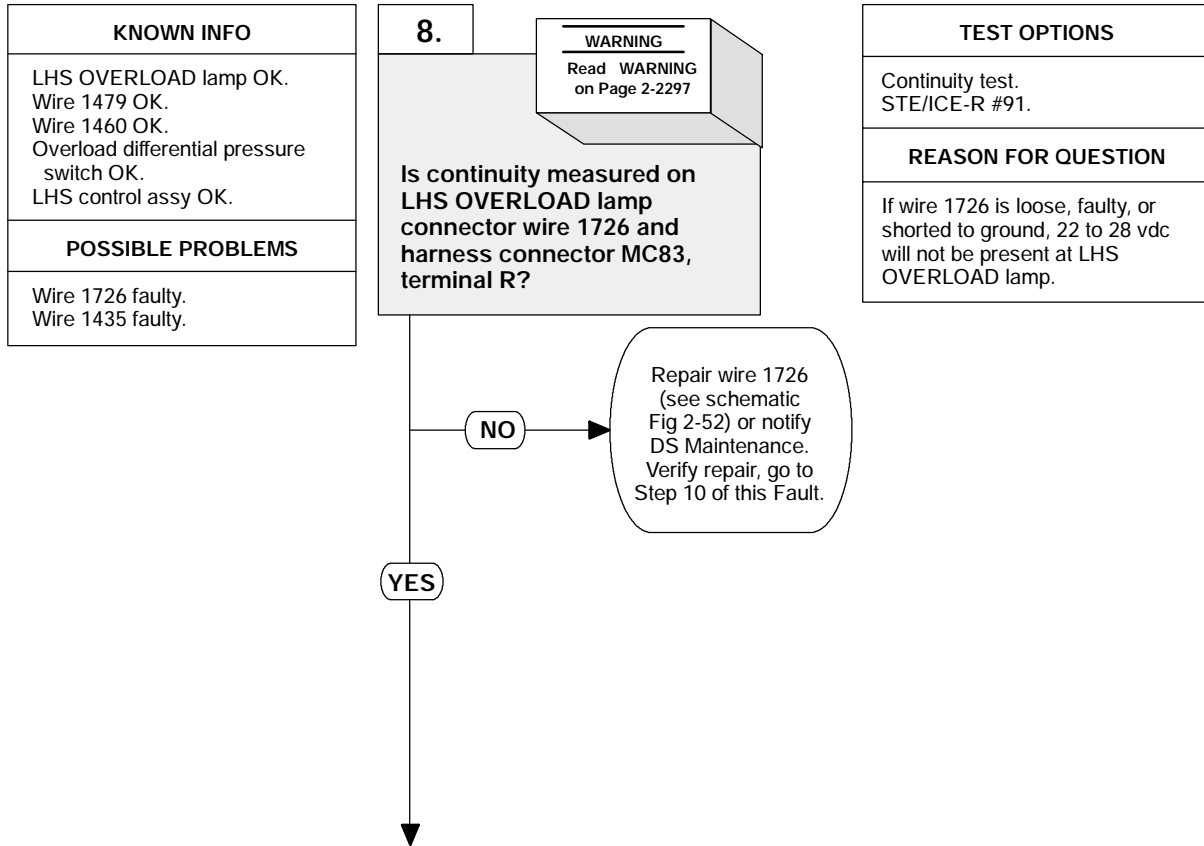 KNOWN INFO
LHS OVERLOAD lamp OK.
Wire 1479 OK.
Wire 1460 OK.
Overload differential pressure
switch OK.
LHS control assy OK.
POSSIBLE PROBLEMS
Wire 1726 faulty.
Wire 1435 faulty.
8.
WARNING
Read WARNING
on Page 2-2297
Is continuity measured on
LHS OVERLOAD lamp
connector wire 1726 and
harness connector MC83,
terminal R?
TEST OPTIONS
Continuity test.
STE/ICE-R #91.
REASON FOR QUESTION
If wire 1726 is loose, faulty, or
shorted to ground, 22 to 28 vdc
will not be present at LHS
OVERLOAD lamp.
NO
Repair wire 1726
(see schematic
Fig 2-52) or notify
DS Maintenance.
Verify repair, go to
Step 10 of this Fault.
YES